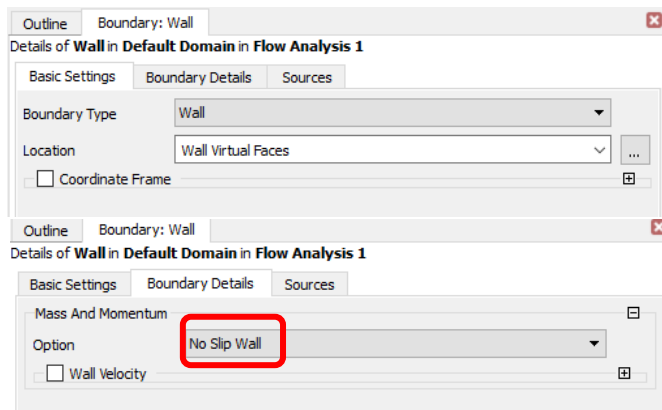 Outline Boundary: Wall
Details of Wall in Default Domain in Flow Analysis 1
Basic Settings Boundary Details Sources
Boundary Type Wall
Location Wall Virtual Faces ...
Coordinate Frame
Outline Boundary: Wall
Details of Wall in Default Domain in Flow Analysis 1
Basic Settings Boundary Details Sources
Mass And Momentum
Option No Slip Wall
Wall Velocity